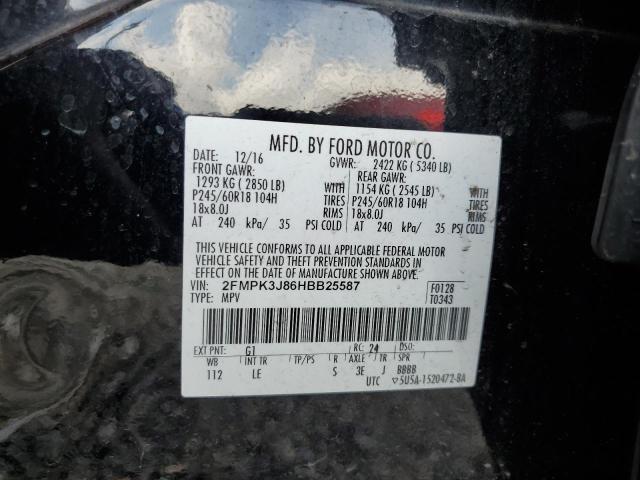 MFD. BY FORD MOTOR CO.
DATE: 12/16 GVWR: 2422 KG ( 5340 LB)
FRONT GAWR: REAR GAWR:
1293 KG ( 2850 LB) WITH 1154 KG ( 2545 LB) WITH
P245/60R18 104H TIRES P245/60R18 104H TIRES
18x8.0J RIMS 18x8.0J RIMS
AT 240 kPa/ 35 PSI COLD AT 240 kPa/ 35 PSI COLD
THIS VEHICLE CONFORMS TO ALL APPLICABLE FEDERAL MOTOR
VEHICLE SAFETY AND THEFT PREVENTION STANDARDS IN
EFFECT ON THE DATE OF MANUFACTURE SHOWN ABOVE.
VIN: 2FMPK3J86HBB25587 F0128
TYPE: MPV T0343
EXT PNT: G1 RC: 24 DSO:
WB INT TR TP/PS R AXLE TR SPR
112 LE S 3E J BBBB
UTC ▽5U5A-1520472-BA